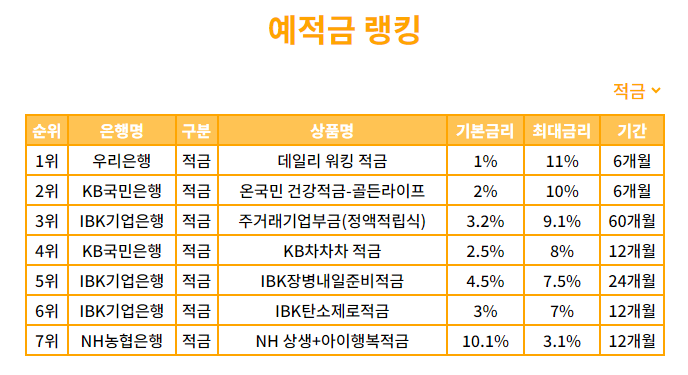 예적금 랭킹
적금
순위 은행명 구분 상품명 기본금리 최대금리 기간
1위 우리은행 적금 데일리 워킹 적금 1% 11% 6개월
2위 KB국민은행 적금 온국민 건강적금-골든라이프 2% 10% 6개월
3위 IBK기업은행 적금 주거래기업부금(정액적립식) 3.2% 9.1% 60개월
4위 KB국민은행 적금 KB차차차 적금 2.5% 8% 12개월
5위 IBK기업은행 적금 IBK장병내일준비적금 4.5% 7.5% 24개월
6위 IBK기업은행 적금 IBK탄소제로적금 3% 7% 12개월
7위 NH농협은행 적금 NH 상생+아이행복적금 10.1% 3.1% 12개월